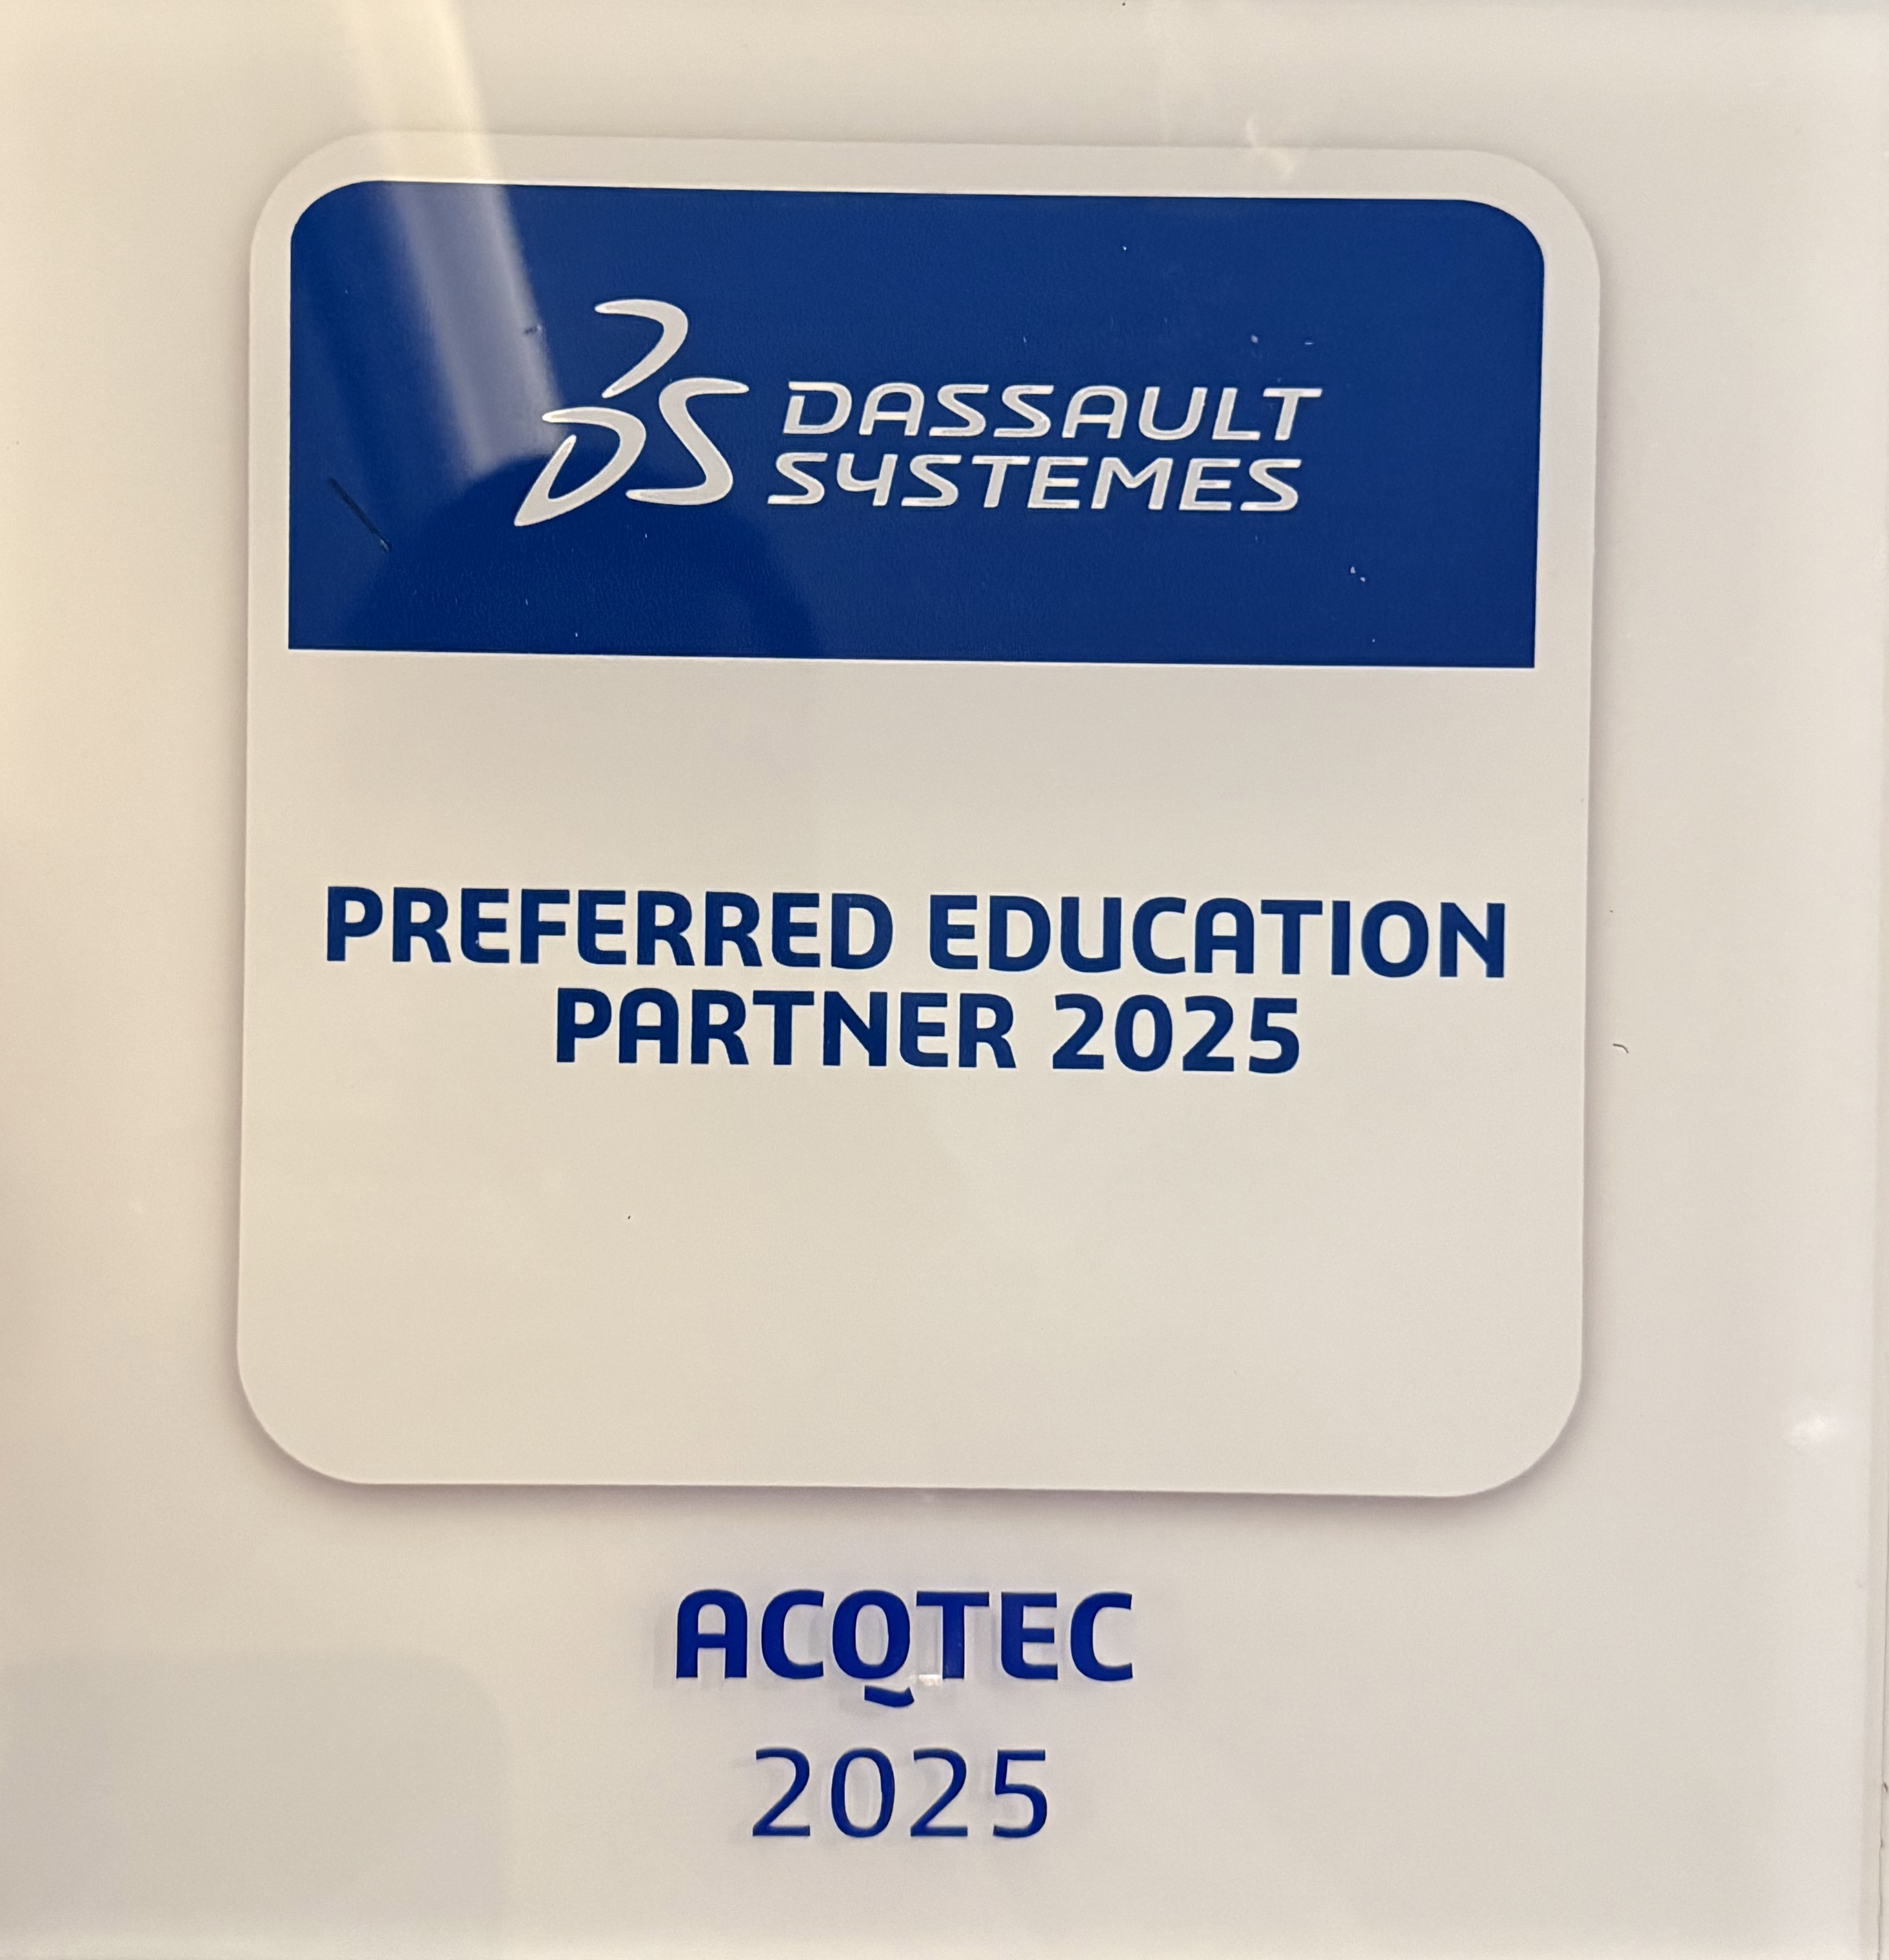 DASSAULT
SYSTEMES
PREFERRED EDUCATION
PARTNER 2025
ACQTEC
2025